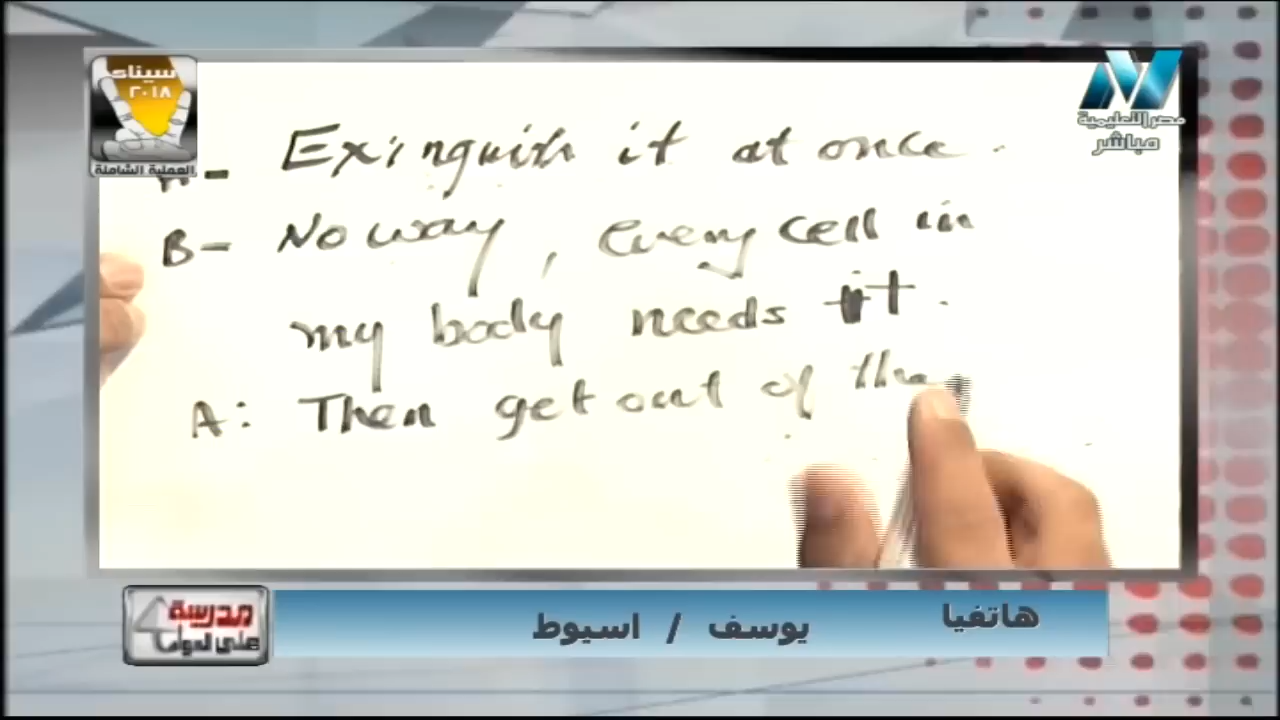 سيناء
٢٠١٨
العملية الشاملة
مصر التعليمية
مباشر
A- Exinguish it at once.
B- No way, every cell in
my body needs it.
A: Then get out of the
هاتفيا
يوسف / اسيوط
مدرسة
على الهواء